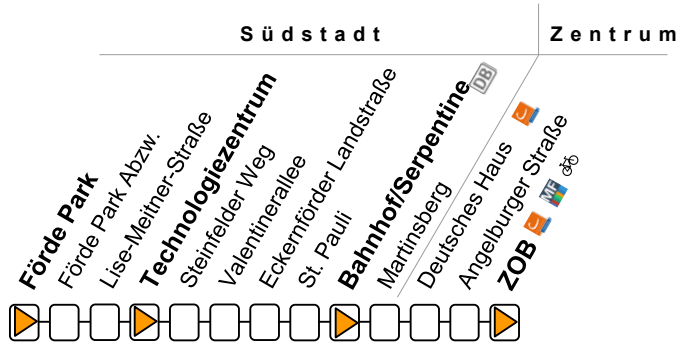 Südstadt
Zentrum
Förde Park
Förde Park Abzw.
Lise-Meitner-Straße
Technologiezentrum
Steinfelder Weg
Valentinerallee
Eckernförder Landstraße
St. Pauli
Bahnhof/Serpentine
DB
Martinsberg
Deutsches Haus
Angelburger Straße
ZOB
MF